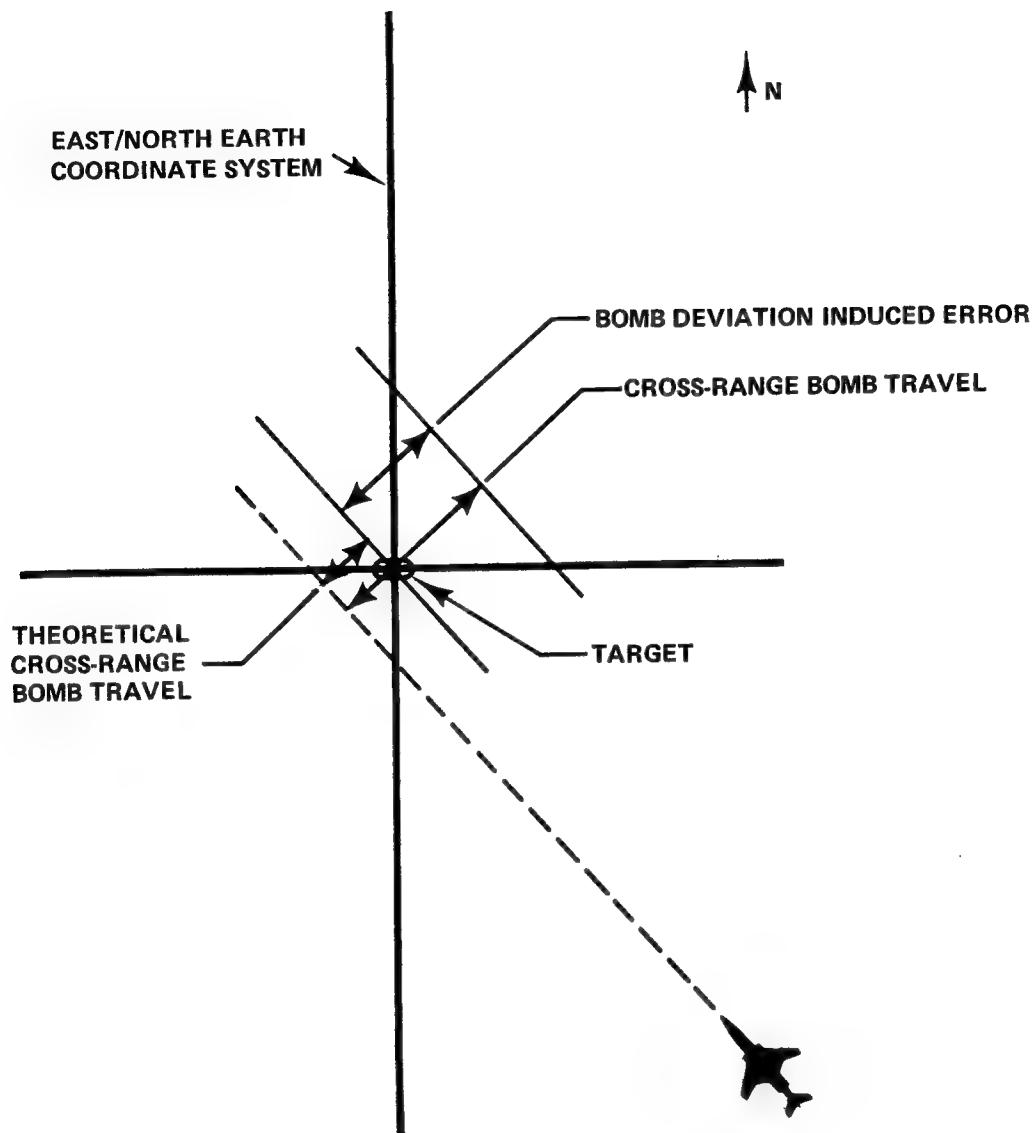 N
EAST/NORTH EARTH
COORDINATE SYSTEM
BOMB DEVIATION INDUCED ERROR
CROSS-RANGE BOMB TRAVEL
THEORETICAL
CROSS-RANGE
BOMB TRAVEL
TARGET